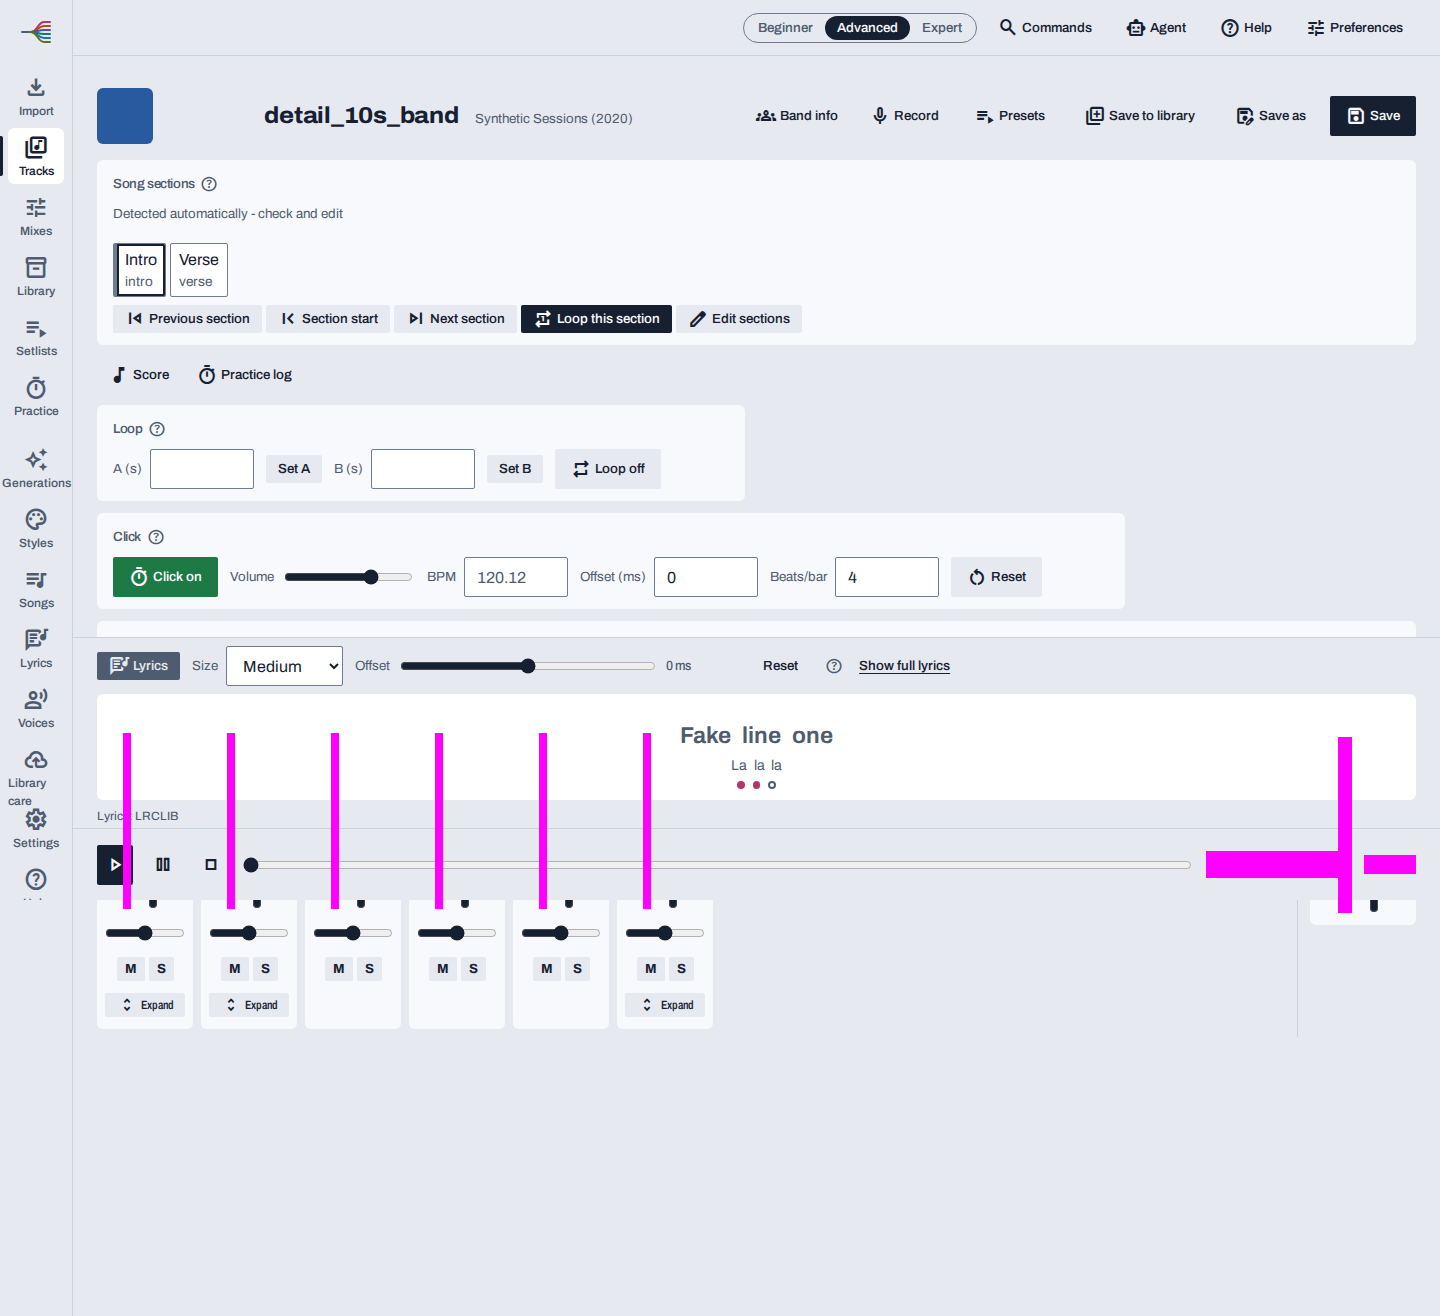 Beginner Advanced Expert Commands Agent Help Preferences
Import
Tracks
Mixes
Library
Setlists
Practice
Generations
Styles
Songs
Lyrics
Voices
Library care
Settings
detail_10s_band Synthetic Sessions (2020) Band info Record Presets Save to library Save as Save
Song sections
Detected automatically - check and edit
Intro Verse
intro verse
Previous section Section start Next section Loop this section Edit sections
Score Practice log
Loop
A (s) Set A B (s) Set B Loop off
Click
Click on Volume BPM 120.12 Offset (ms) 0 Beats/bar 4 Reset
Lyrics Size Medium Offset 0 ms Reset Show full lyrics
Fake line one
La la la
LRCLIB
M S M S M S M S M S M S
Expand Expand Expand